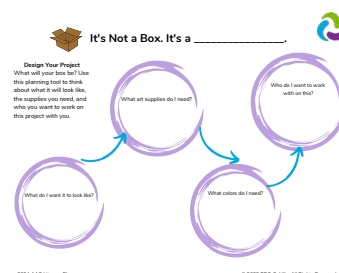 It's Not a Box. It's a ________________.
Design Your Project
What will your box be? Use
this planning tool to think
about what it will look like,
the supplies you need, and
who you want to work on
this project with you.
What art supplies do I need?
Who do I want to work
with on this?
What do I want it to look like?
What colors do I need?